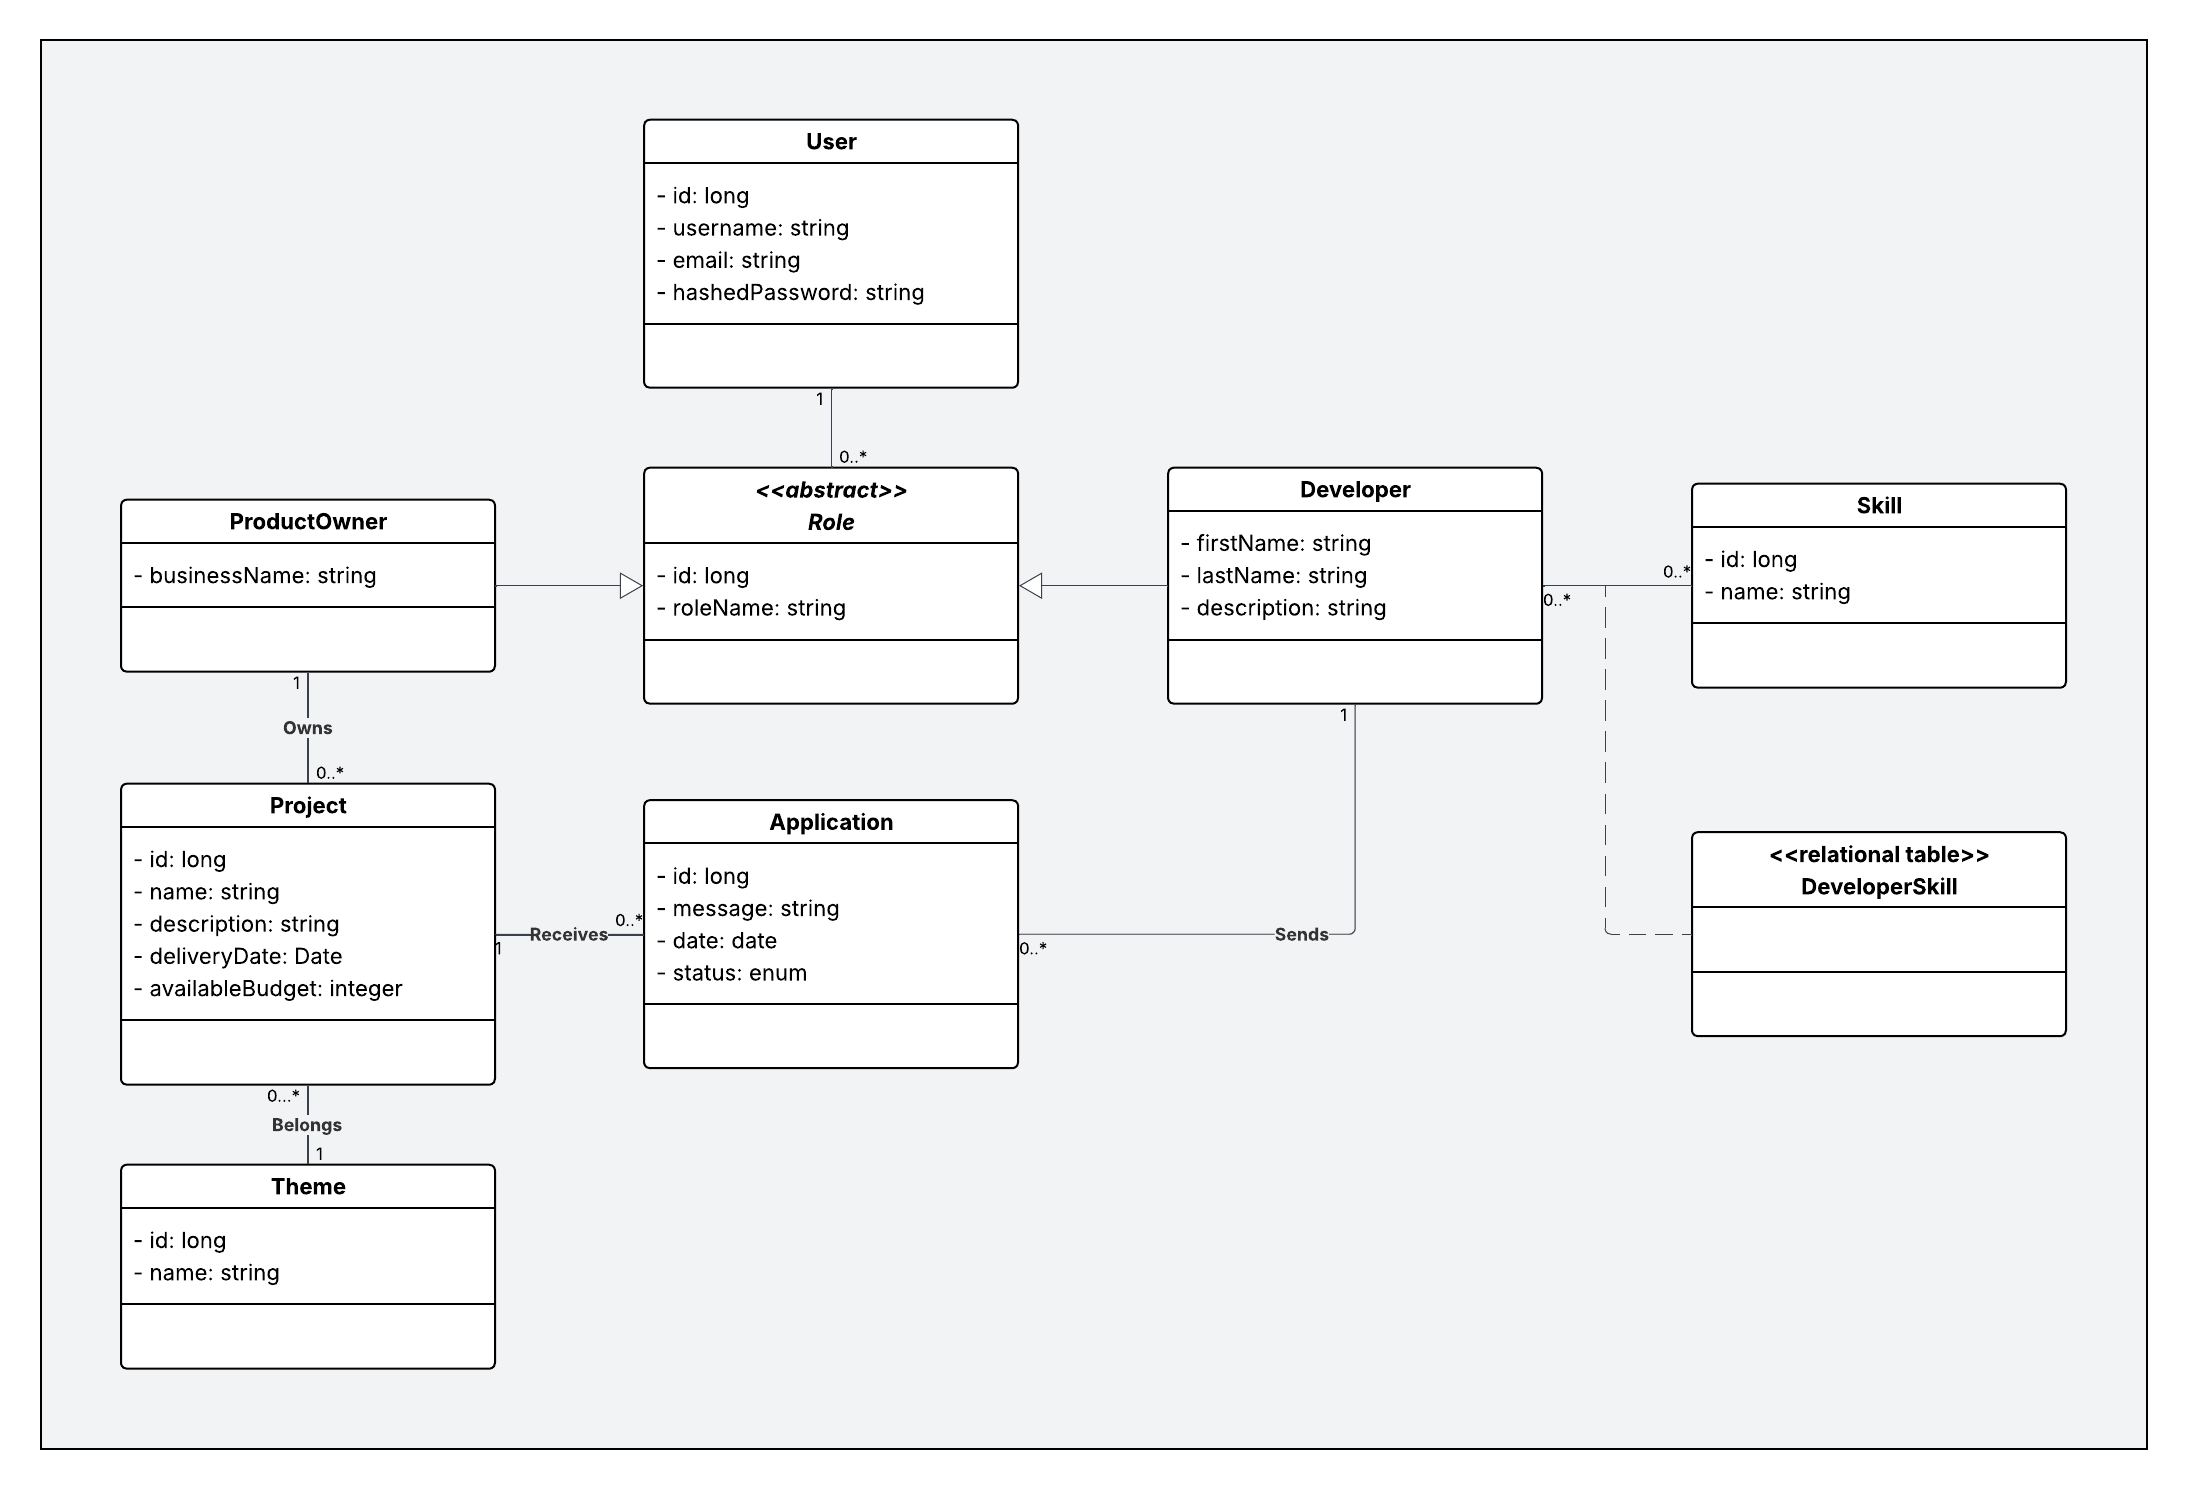 User
- id: long
- username: string
- email: string
- hashedPassword: string
1
0..*
<<abstract>>
Role
- id: long
- roleName: string
ProductOwner
- businessName: string
Developer
- firstName: string
- lastName: string
- description: string
0..*
0..*
Skill
- id: long
- name: string
1
Owns
0..*
1
Project
- id: long
- name: string
- description: string
- deliveryDate: Date
- availableBudget: integer
1
Receives
0..*
Application
- id: long
- message: string
- date: date
- status: enum
0..*
Sends
<<relational table>>
DeveloperSkill
0...*
Belongs
1
Theme
- id: long
- name: string